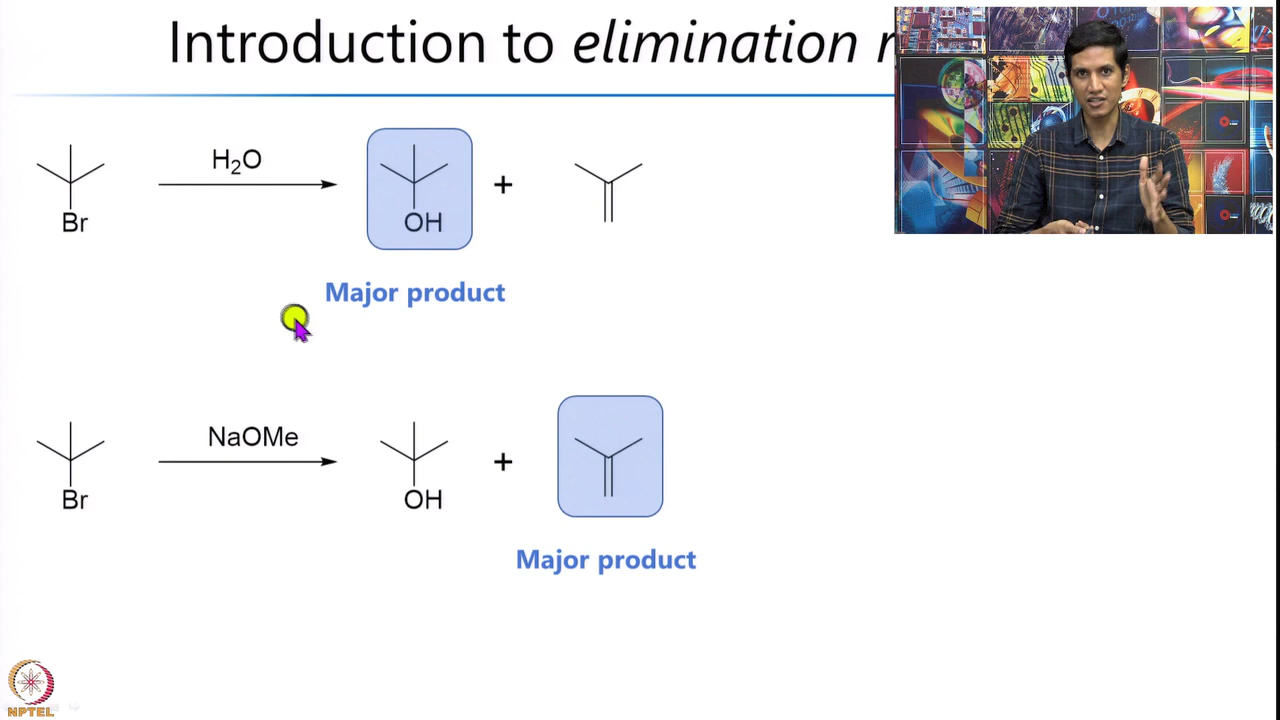 Introduction to elimination
H₂O
Br
OH
+
Major product
NaOMe
Br
OH
+
Major product
NPTEL